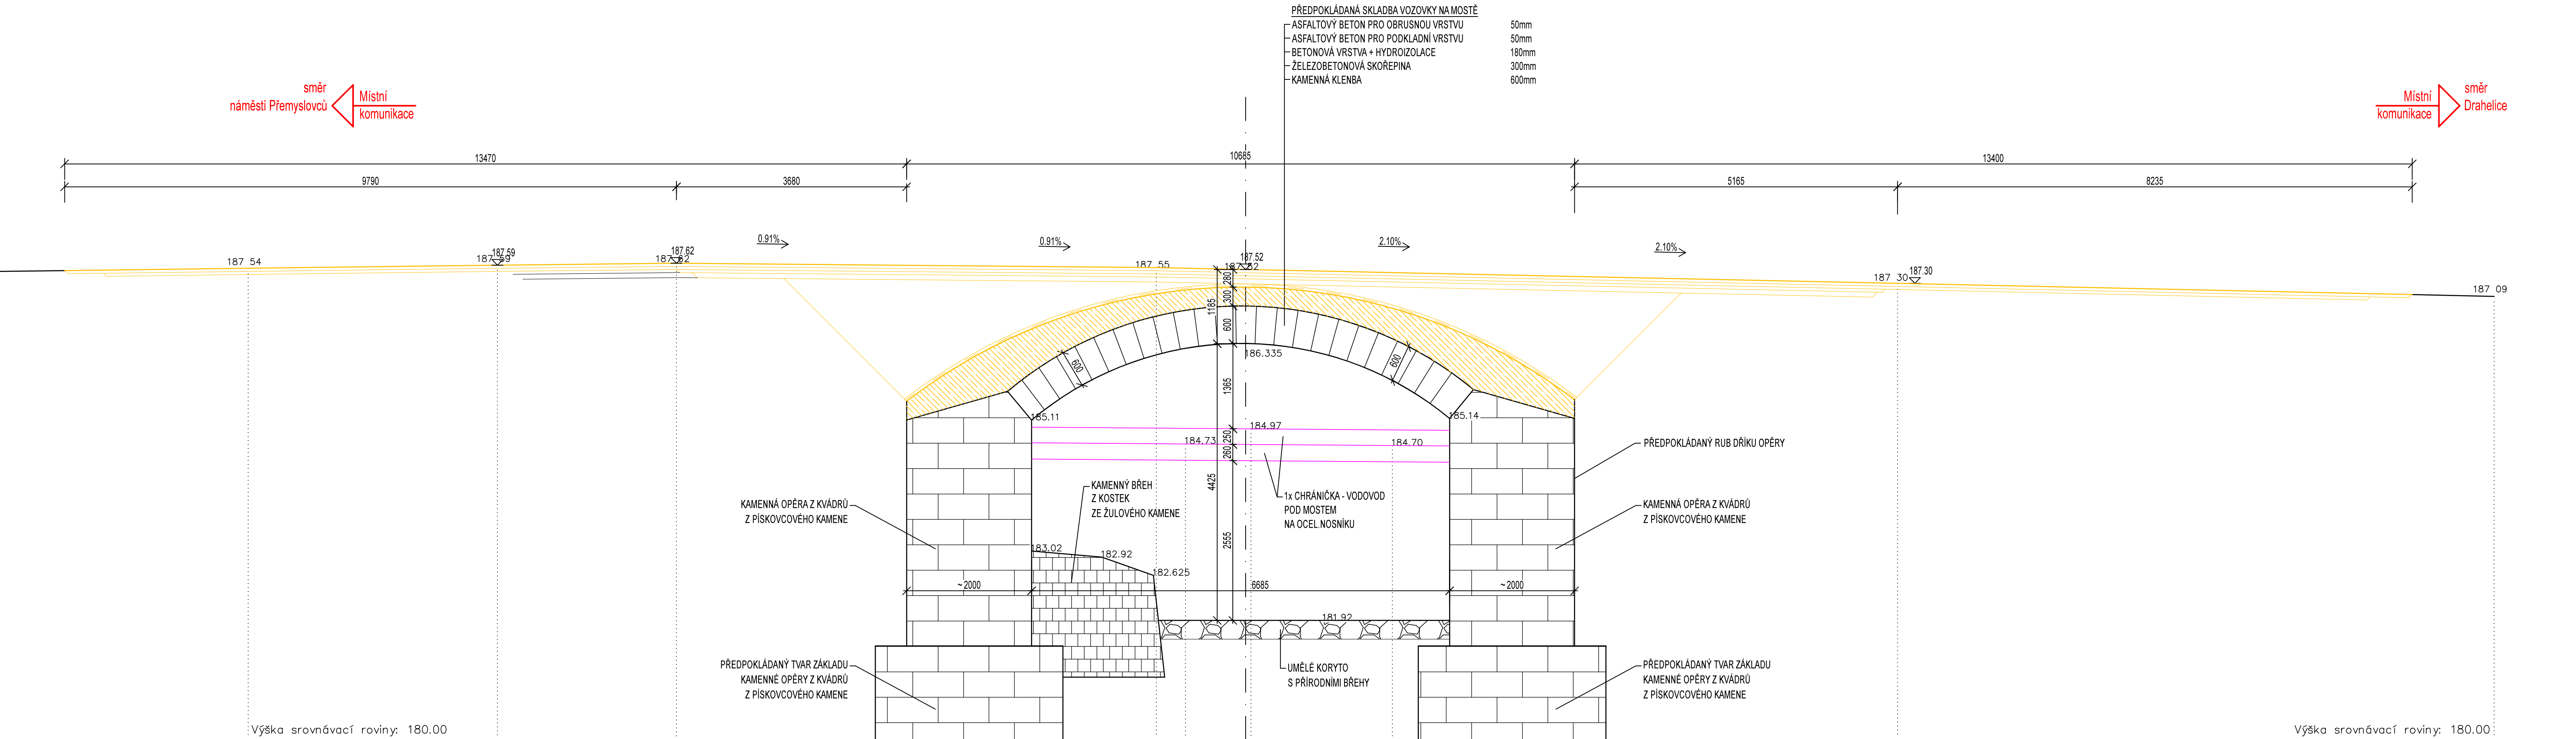 PŘEDPOKLÁDANÁ SKLADBA VOZOVKY NA MOSTĚ
ASFALTOVÝ BETON PRO OBRUSNOU VRSTVU 50mm
ASFALTOVÝ BETON PRO PODKLADNÍ VRSTVU 50mm
BETONOVÁ VRSTVA + HYDROIZOLACE 180mm
ŽELEZOBETONOVÁ SKOŘEPINA 300mm
KAMENNÁ KLENBA 600mm
směr
náměstí Přemyslovců
Místní
komunikace
Místní
komunikace
směr
Drahelice
13470
10685
13400
9790
3680
5165
8235
0.91%
0.91%
2.10%
2.10%
187 54
187.59
187 59
187.62
187 62
187 55
187.52
187 52
187 30
187.30
187 09
280
300
1185
600
186.335
600
600
1365
185.11
185.14
184.97
250
184.73
184.70
260
4425
2555
PŘEDPOKLÁDANÝ RUB DŘÍKU OPĚRY
KAMENNÝ BŘEH
Z KOSTEK
ZE ŽULOVÉHO KAMENE
1x CHRÁNIČKA - VODOVOD
POD MOSTEM
NA OCEL.NOSNÍKU
KAMENNÁ OPĚRA Z KVÁDRŮ
Z PÍSKOVCOVÉHO KAMENE
KAMENNÁ OPĚRA Z KVÁDRŮ
Z PÍSKOVCOVÉHO KAMENE
183.02
182.92
182.625
~2000
6685
~2000
181.92
PŘEDPOKLÁDANÝ TVAR ZÁKLADU
KAMENNÉ OPĚRY Z KVÁDRŮ
Z PÍSKOVCOVÉHO KAMENE
UMĚLÉ KORYTO
S PŘÍRODNÍMI BŘEHY
PŘEDPOKLÁDANÝ TVAR ZÁKLADU
KAMENNÉ OPĚRY Z KVÁDRŮ
Z PÍSKOVCOVÉHO KAMENE
Výška srovnávací roviny: 180.00
Výška srovnávací roviny: 180.00